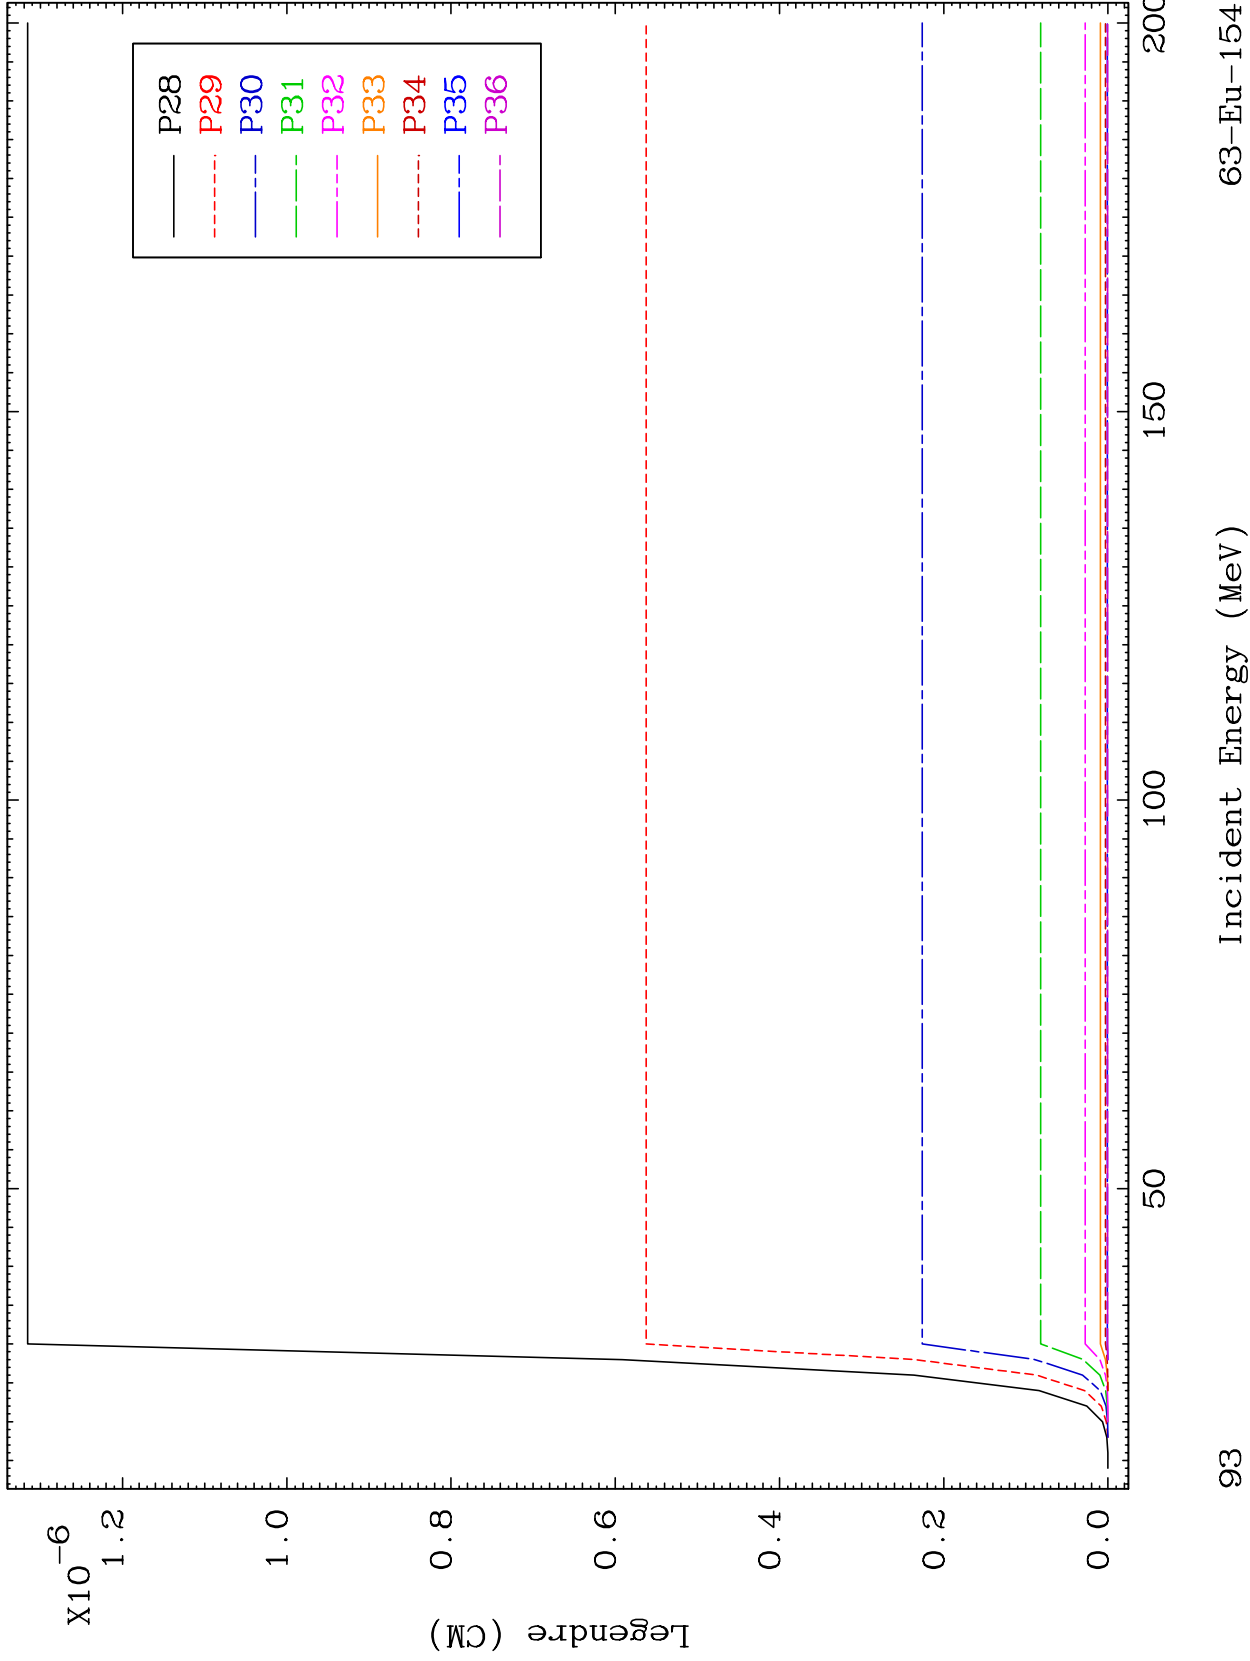 X10-6
1.2
1.0
0.8
0.6
0.4
0.2
0.0
Legendre (CM)
P28
P29
P30
P31
P32
P33
P34
P35
P36
50
100
150
200
Incident Energy (MeV)
93
63-Eu-154